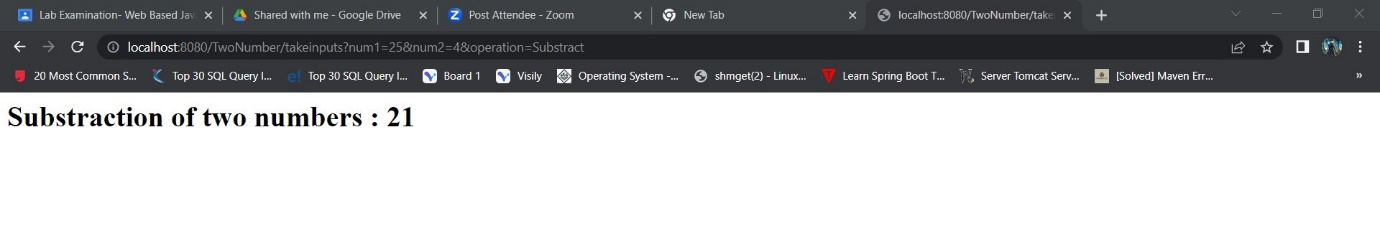 Lab Examination- Web Based Jav
Shared with me - Google Drive
Post Attendee - Zoom
New Tab
localhost:8080/TwoNumber/take
localhost:8080/TwoNumber/takeinputs?num1=25&num2=4&operation=Substract
20 Most Common S...
Top 30 SQL Query I...
Top 30 SQL Query I...
Board 1
Visily
Operating System -...
shmget(2) - Linux...
Learn Spring Boot T...
Server Tomcat Serv...
[Solved] Maven Err...
»
Substraction of two numbers : 21